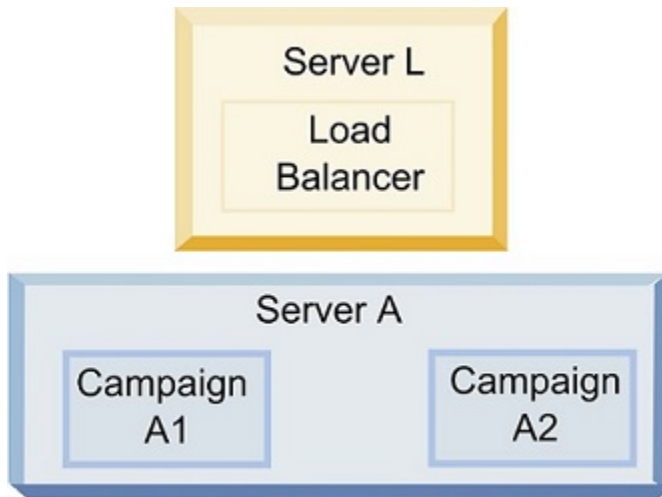 Server L
Load
Balancer
Server A
Campaign
A1
Campaign
A2